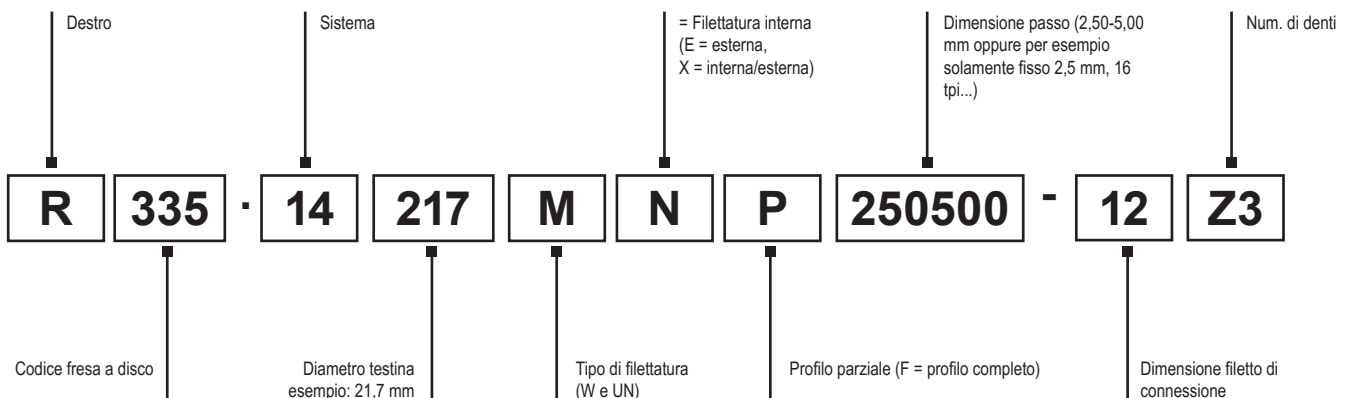 Destro
Sistema
= Filettatura interna
(E = esterna,
X = interna/esterna)
Dimensione passo (2,50-5,00
mm oppure per esempio
solamente fisso 2,5 mm, 16
tpi...)
Num. di denti
R 335 . 14 217 M N P 250500 - 12 Z3
Codice fresa a disco
Diametro testina
esempio: 21,7 mm
Tipo di filettatura
(W e UN)
Profilo parziale (F = profilo completo)
Dimensione filetto di
connessione